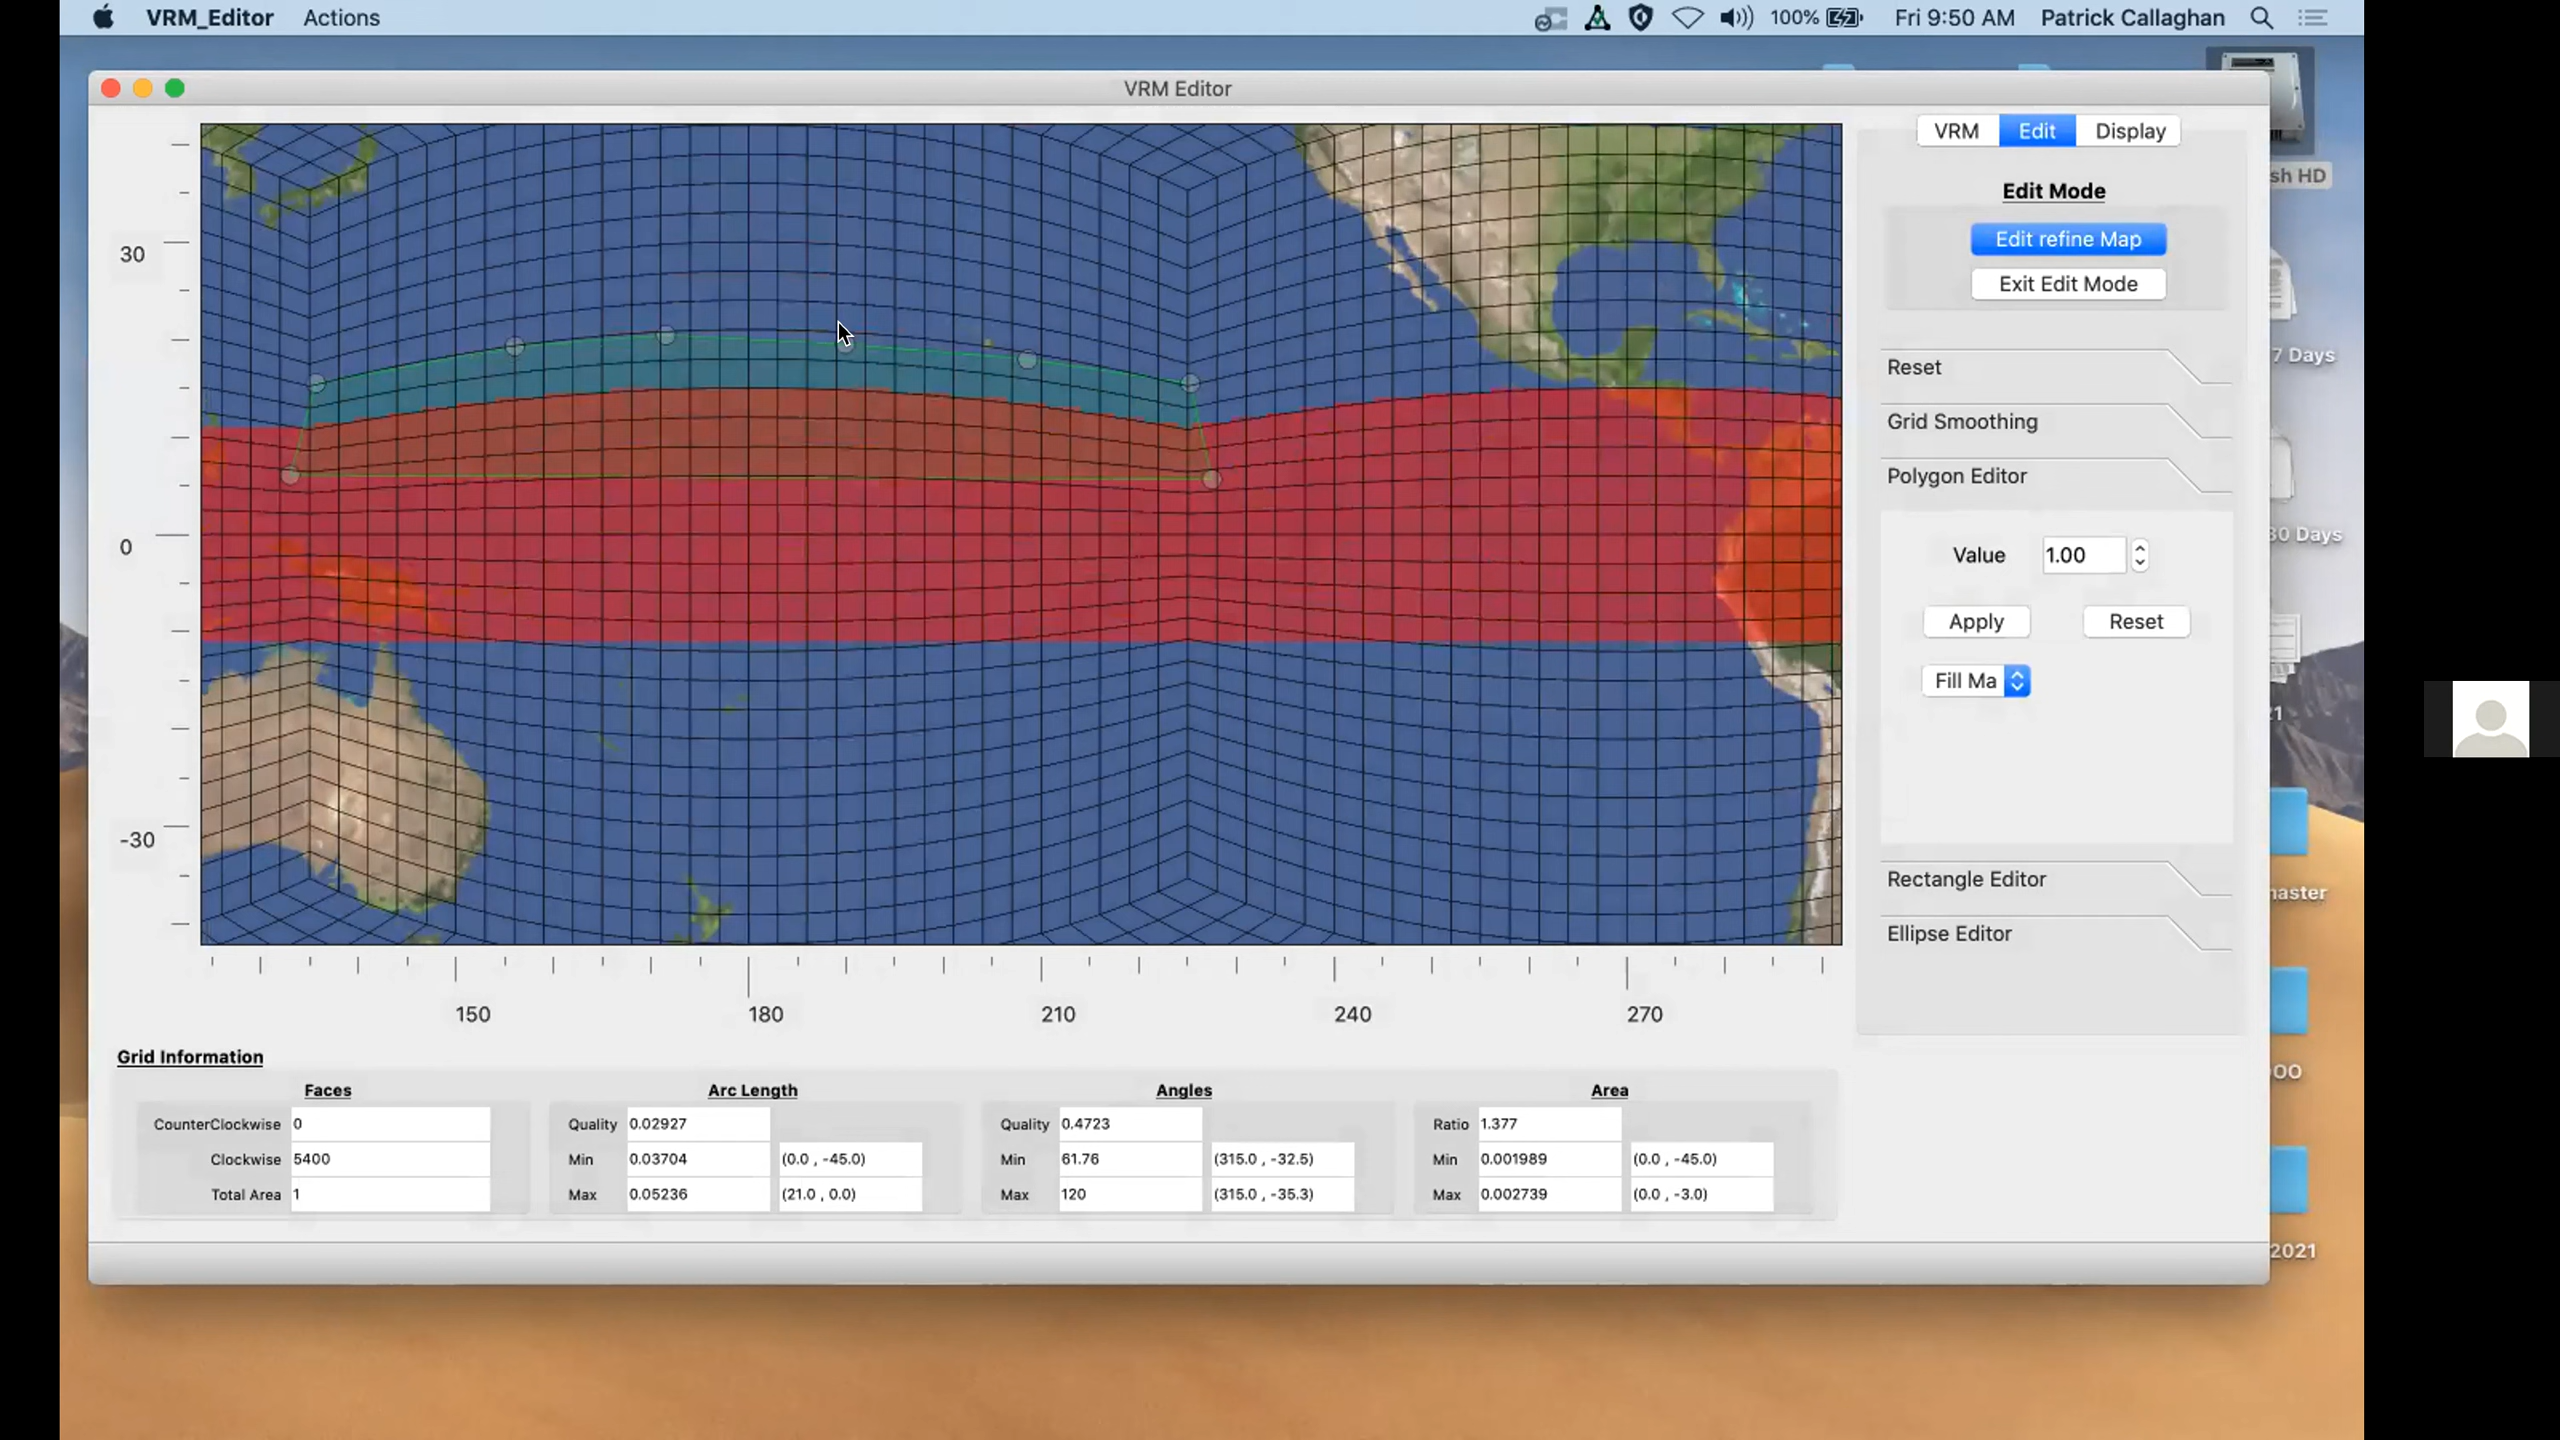 VRM_Editor Actions 100% Fri 9:50 AM Patrick Callaghan
VRM Editor
sh HD
7 Days
30 Days
21
master
2021
30
0
-30
150 180 210 240 270
VRM Edit Display
Edit Mode
Edit refine Map
Exit Edit Mode
Reset
Grid Smoothing
Polygon Editor
Value 1.00
Apply Reset
Fill Ma
Rectangle Editor
Ellipse Editor
Grid Information
Faces
CounterClockwise 0
Clockwise 5400
Total Area 1
Arc Length
Quality 0.02927
Min 0.03704 (0.0 , -45.0)
Max 0.05236 (21.0 , 0.0)
Angles
Quality 0.4723
Min 61.76 (315.0 , -32.5)
Max 120 (315.0 , -35.3)
Area
Ratio 1.377
Min 0.001989 (0.0 , -45.0)
Max 0.002739 (0.0 , -3.0)